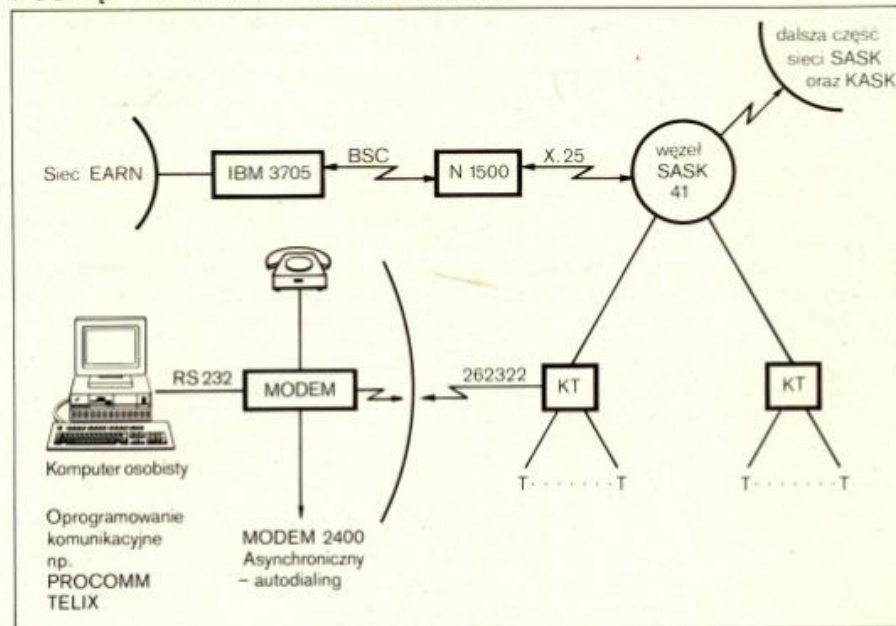 dalsza część
sieci SASK
oraz KASK
Sieć EARN
IBM 3705
BSC
N 1500
X.25
węzeł
SASK
41
RS 232
MODEM
262322
KT
KT
Komputer osobisty
T·······T
T·······T
Oprogramowanie
komunikacyjne
np.
PROCOMM
TELIX
MODEM 2400
Asynchroniczny
– autodialing